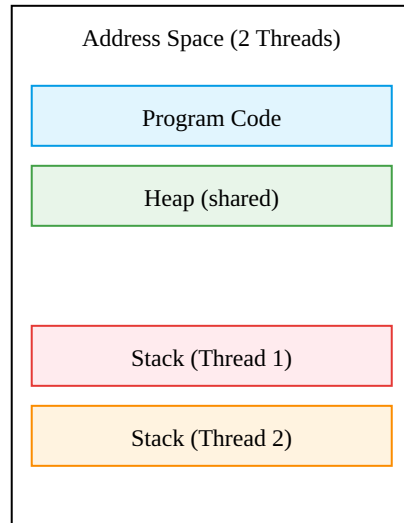 Address Space (2 Threads)
Program Code
Heap (shared)
Stack (Thread 1)
Stack (Thread 2)